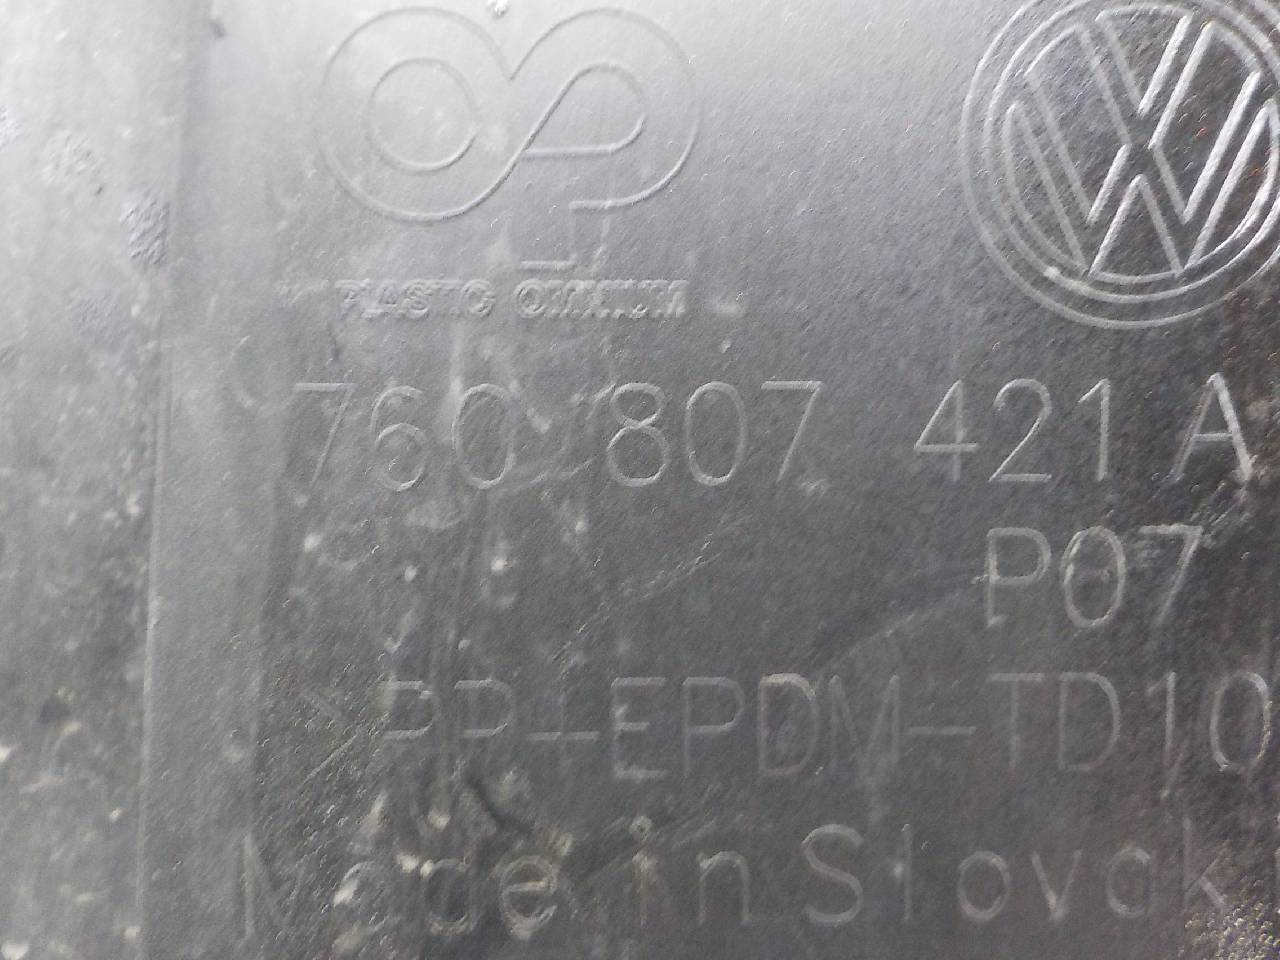 PLASTIC OMNIUM
760 807 421 A
P07
>PP+EPDM-TD10
Made in Slovak